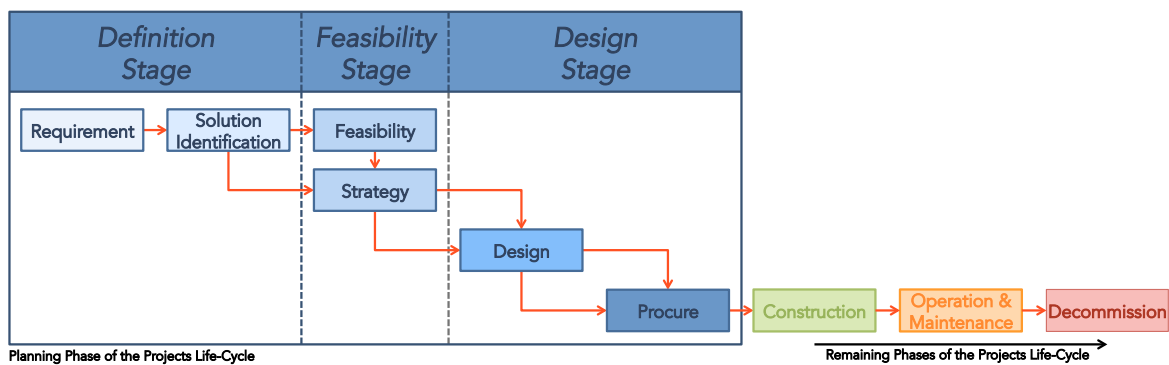 Definition
Stage
Feasibility
Stage
Design
Stage
Requirement
Solution
Identification
Feasibility
Strategy
Design
Procure
Construction
Operation &
Maintenance
Decommission
Planning Phase of the Projects Life-Cycle
Remaining Phases of the Projects Life-Cycle